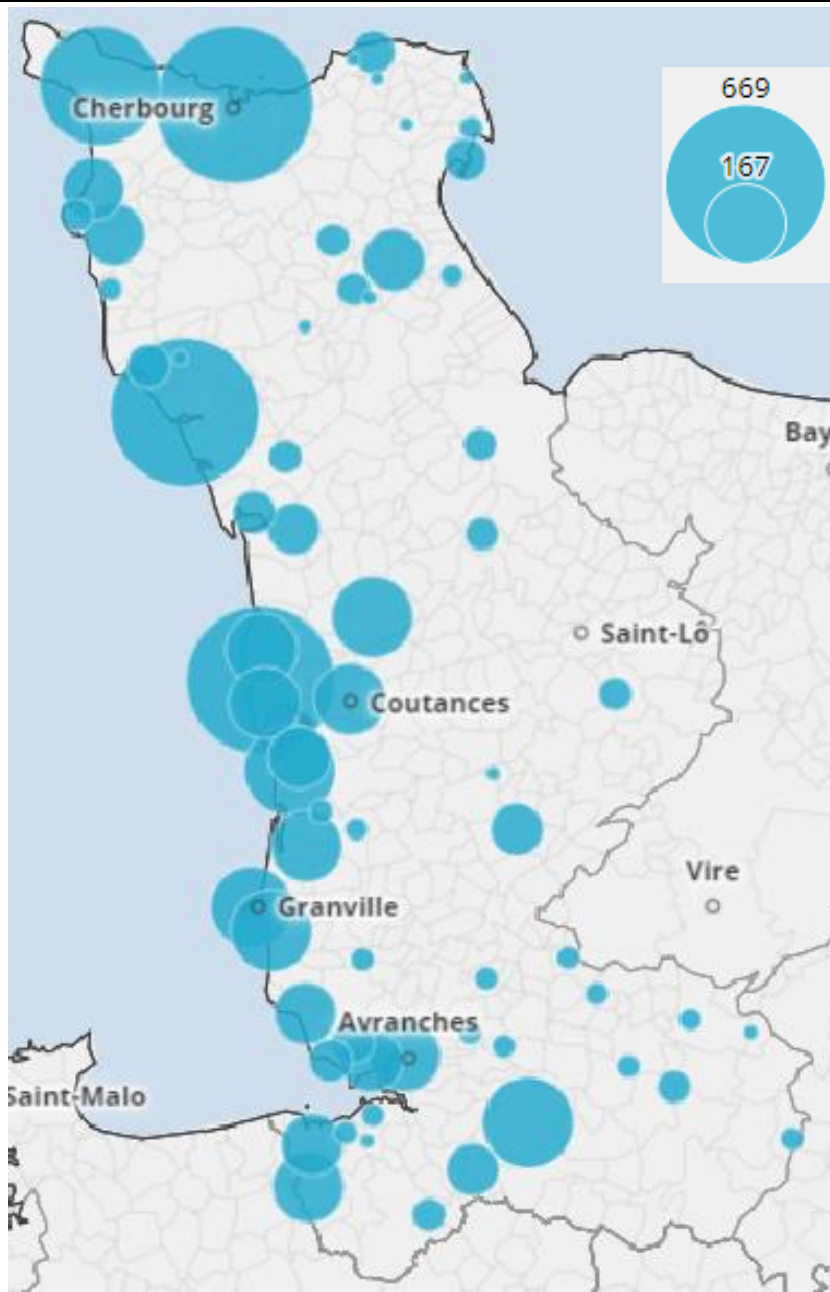 669
Cherbourg
167
Bay
Saint-Lô
Coutances
Vire
Granville
Avranches
Saint-Malo